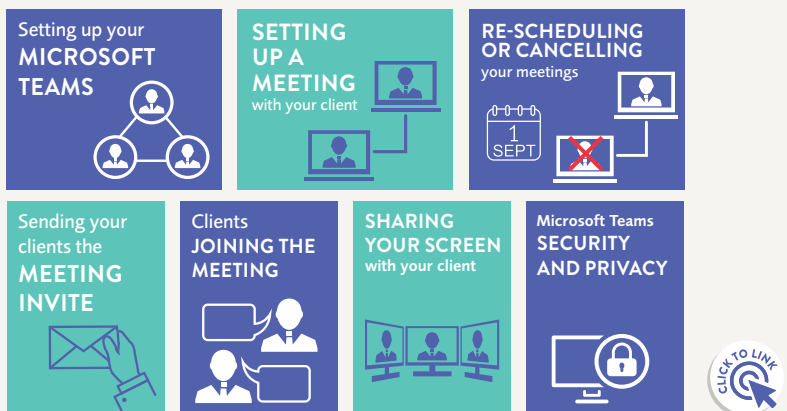 Setting up your
MICROSOFT
TEAMS
SETTING
UP A
MEETING
with your client
RE-SCHEDULING
OR CANCELLING
your meetings
1
SEPT
Sending your
clients the
MEETING
INVITE
Clients
JOINING THE
MEETING
SHARING
YOUR SCREEN
with your client
Microsoft Teams
SECURITY
AND PRIVACY
CLICK TO LINK